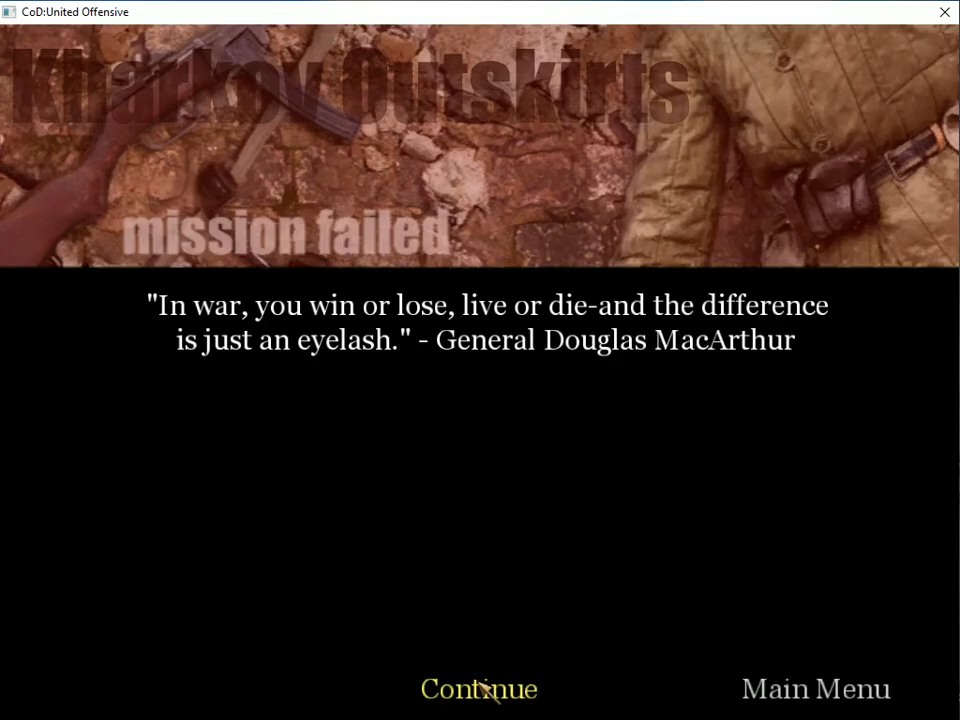 CoD:United Offensive
Kharkov Outskirts
mission failed
"In war, you win or lose, live or die-and the difference
is just an eyelash." - General Douglas MacArthur
Continue
Main Menu